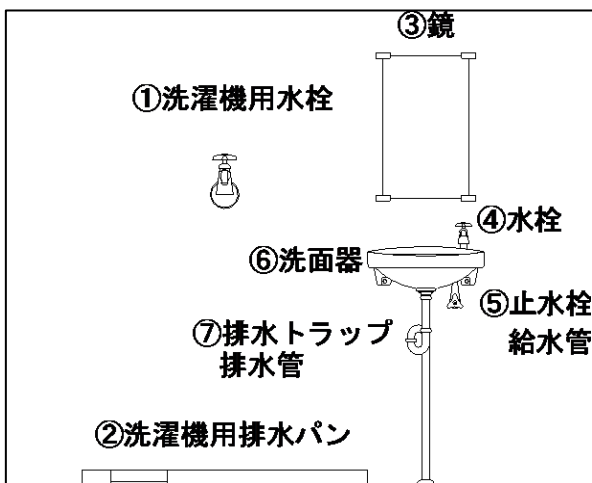 ③鏡
①洗濯機用水栓
④水栓
⑥洗面器
⑤止水栓
給水管
⑦排水トラップ
排水管
②洗濯機用排水パン